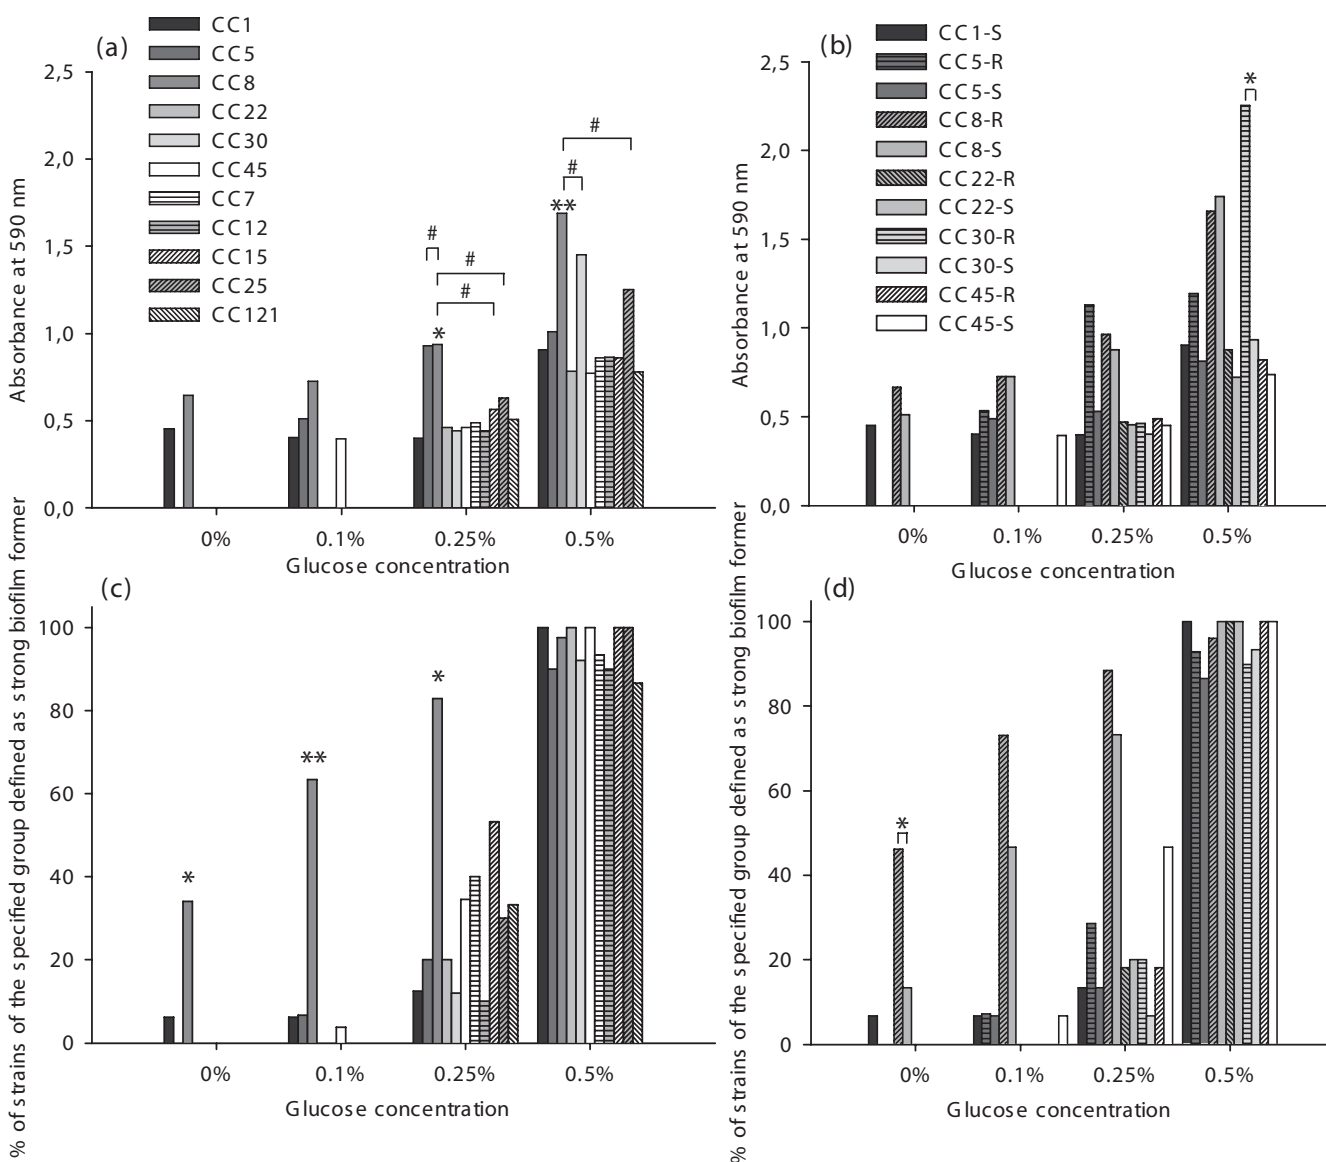 (a)
CC1
CC5
CC8
CC22
CC30
CC45
CC7
CC12
CC15
CC25
CC121
Absorbance at 590 nm
2,5
2,0
1,5
1,0
0,5
0,0
#
#
#
*
#
#
**
0% 0.1% 0.25% 0.5%
Glucose concentration
(b)
CC1-S
CC5-R
CC5-S
CC8-R
CC8-S
CC22-R
CC22-S
CC30-R
CC30-S
CC45-R
CC45-S
Absorbance at 590 nm
2,5
2,0
1,5
1,0
0,5
0,0
*
0% 0.1% 0.25% 0.5%
Glucose concentration
(c)
% of strains of the specified group defined as strong biofilm former
100
80
60
40
20
0
*
**
*
0% 0.1% 0.25% 0.5%
Glucose concentration
(d)
% of strains of the specified group defined as strong biofilm former
100
80
60
40
20
0
*
0% 0.1% 0.25% 0.5%
Glucose concentration